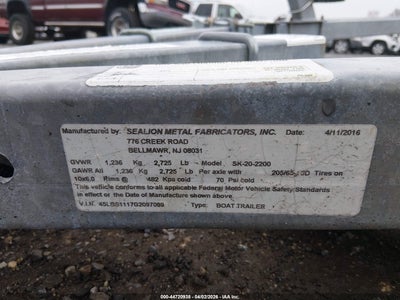 Manufactured by: SEALION METAL FABRICATORS, INC. Date: 4/11/2016
776 CREEK ROAD
BELLMAWR, NJ 08031
GVWR 1,236 Kg 2,725 Lb Model SK-20-2200
GAWR All 1,236 Kg 2,725 Lb Per axle with Tires on
10x6.0 Rims @ 482 Kpa cold 70 Psi cold
This vehicle conforms to all applicable Federal Motor Vehicle Safety Standards
in effect on the Date of Manufacture shown above.
V.I.N. Type: BOAT TRAILER
000-44720938 - 04/02/2026 -